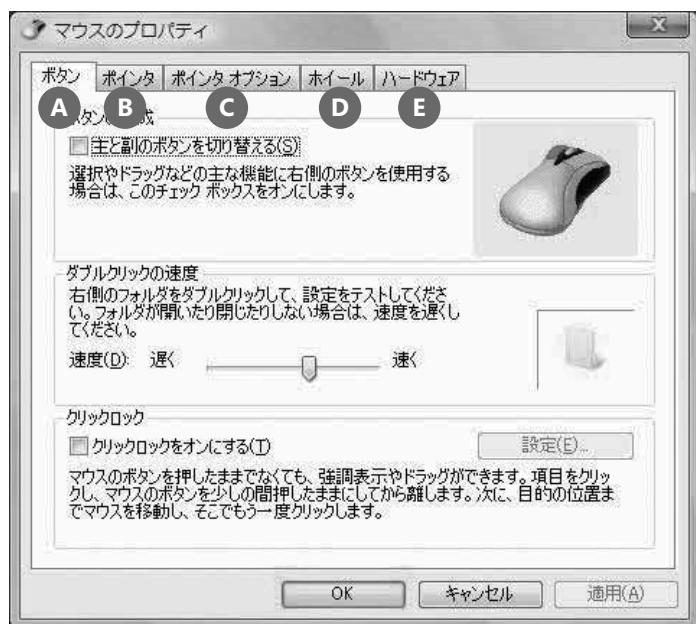 マウスのプロパティ
ボタン ポインタ ポインタ オプション ホイール ハードウェア
A B C D E
主と副のボタンを切り替える(S)
選択やドラッグなどの主な機能に右側のボタンを使用する
場合は、このチェック ボックスをオンにします。
ダブルクリックの速度
右側のフォルダをダブルクリックして、設定をテストしてくださ
い。フォルダが開いたり閉じたりしない場合は、速度を遅くし
てください。
速度(D): 遅く 速く
クリックロック
クリックロックをオンにする(T) 設定(E)...
マウスのボタンを押したままでなくても、強調表示やドラッグができます。項目をクリッ
クし、マウスのボタンを少しの間押したままにしてから離します。次に、目的の位置ま
でマウスを移動し、そこでもう一度クリックします。
OK キャンセル 適用(A)